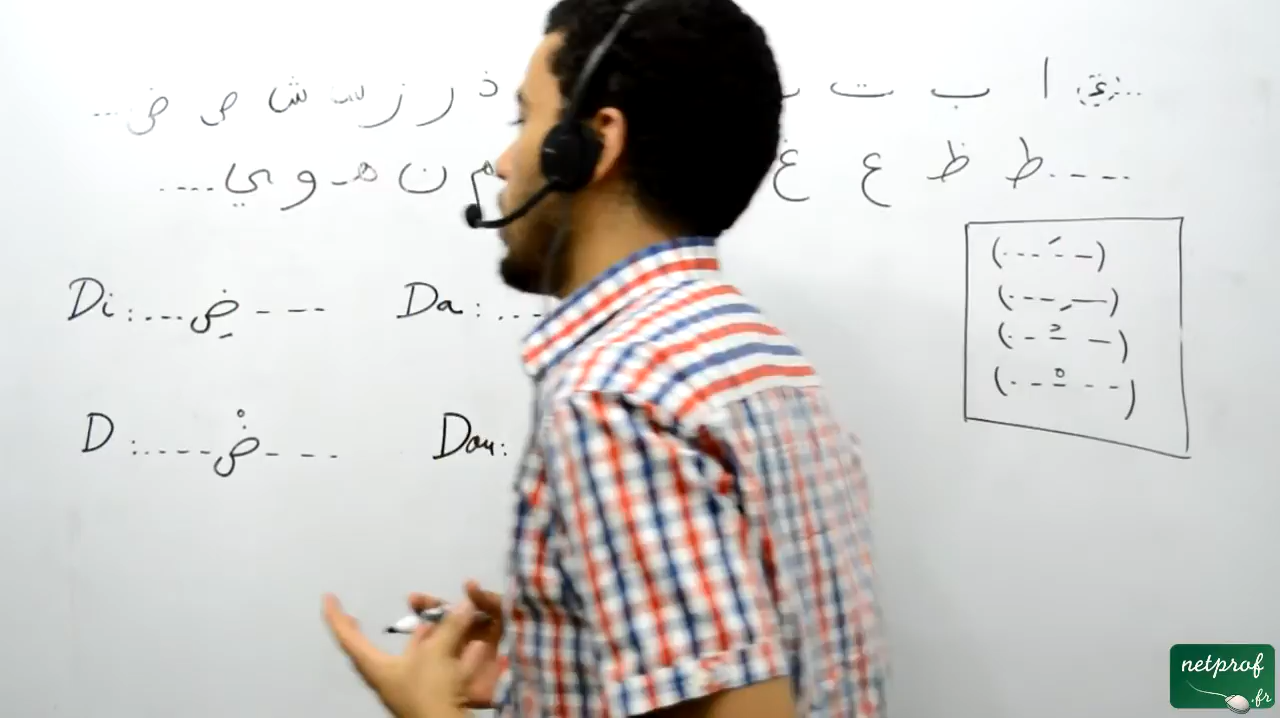 ...ء ا ب ت ذ ر ز س ش ص ض...
....ط ظ ع غ م ن ه و ي....
Di : ... ضِ - - -
Da : ...
D : .... ضْ - - -
Dou :
(... َ - -)
(... ِ -)
(. - ُ -)
(. - ْ - -)
netprof
.fr